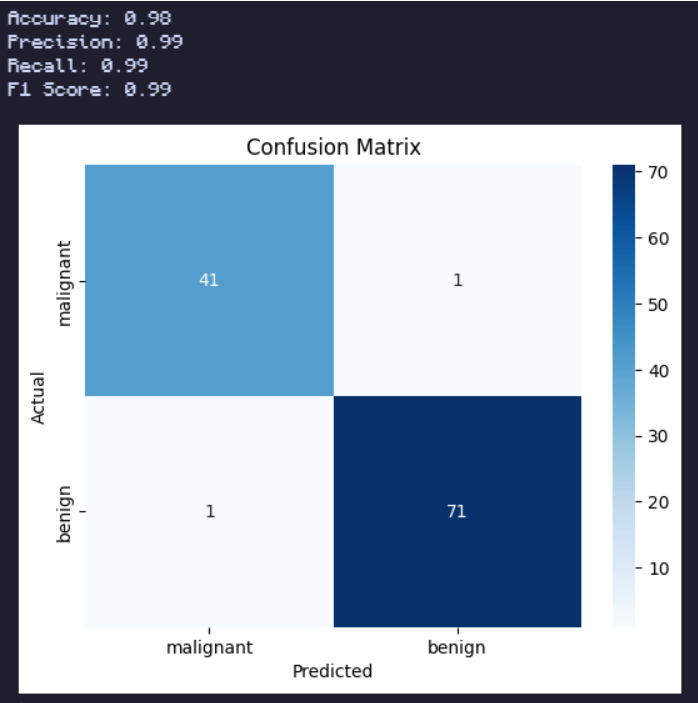 Accuracy: 0.98
Precision: 0.99
Recall: 0.99
F1 Score: 0.99
Confusion Matrix
malignant
41
1
70
60
50
40
30
20
10
Actual
benign
1
71
malignant
benign
Predicted